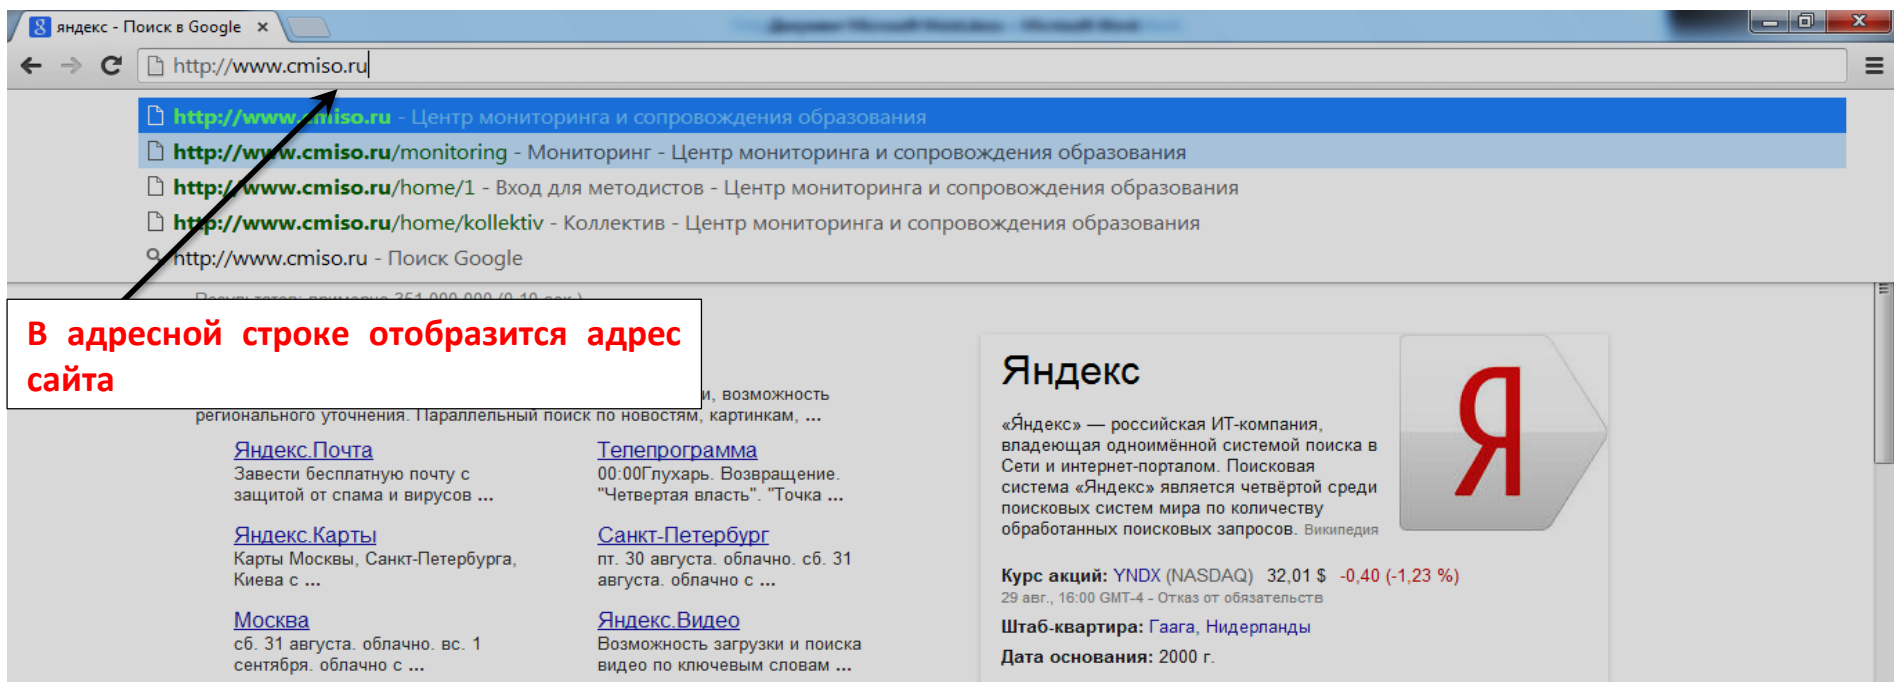 яндекс - Поиск в Google
http://www.cmiso.ru
http://www.cmiso.ru - Центр мониторинга и сопровождения образования
http://www.cmiso.ru/monitoring - Мониторинг - Центр мониторинга и сопровождения образования
http://www.cmiso.ru/home/1 - Вход для методистов - Центр мониторинга и сопровождения образования
http://www.cmiso.ru/home/kollektiv - Коллектив - Центр мониторинга и сопровождения образования
http://www.cmiso.ru - Поиск Google
В адресной строке отобразится адрес
сайта
возможность
регионального уточнения. Параллельный поиск по новостям, картинкам, ...
Яндекс.Почта
Завести бесплатную почту с
защитой от спама и вирусов ...
Телепрограмма
00:00Глухарь. Возвращение.
"Четвертая власть". "Точка ...
Яндекс.Карты
Карты Москвы, Санкт-Петербурга,
Киева с ...
Санкт-Петербург
пт. 30 августа. облачно. сб. 31
августа. облачно с ...
Москва
сб. 31 августа. облачно. вс. 1
сентября. облачно с ...
Яндекс.Видео
Возможность загрузки и поиска
видео по ключевым словам ...
Яндекс
Я
«Я́ндекс» — российская ИТ-компания,
владеющая одноимённой системой поиска в
Сети и интернет-порталом. Поисковая
система «Яндекс» является четвёртой среди
поисковых систем мира по количеству
обработанных поисковых запросов. Википедия
Курс акций: YNDX (NASDAQ) 32,01 $ -0,40 (-1,23 %)
29 авг., 16:00 GMT-4 - Отказ от обязательств
Штаб-квартира: Гаага, Нидерланды
Дата основания: 2000 г.